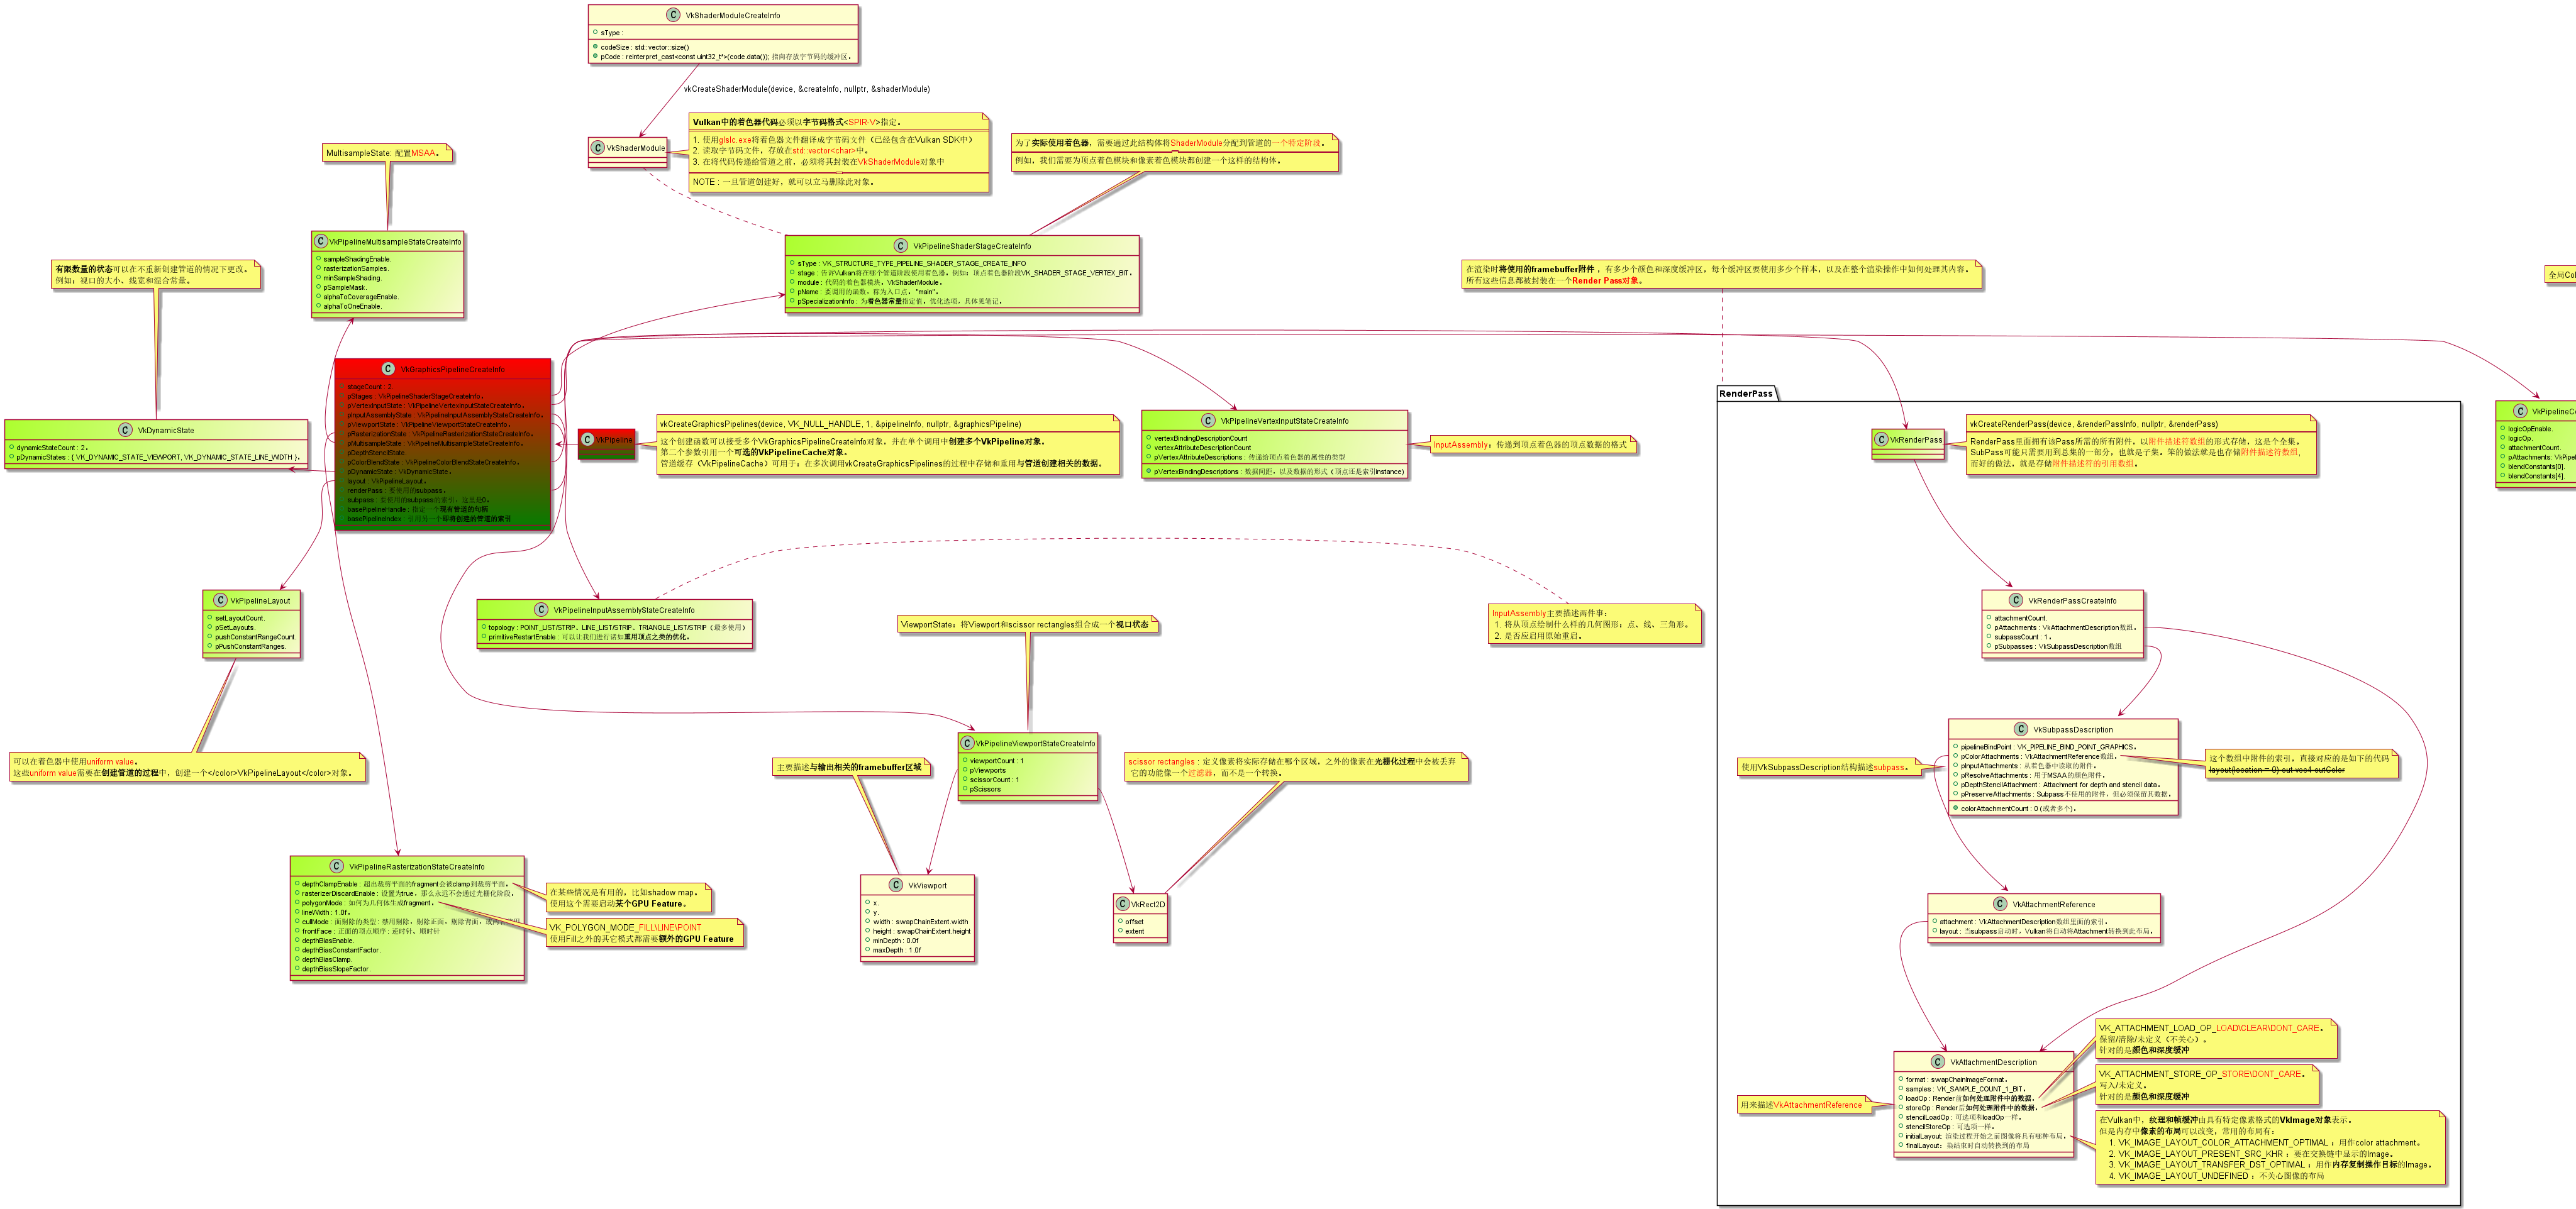 VkShaderModuleCreateInfo
sType :
codeSize : std::vector::size()
pCode : reinterpret_cast<const uint32_t*>(code.data()); 指向存放字节码的缓冲区。
vkCreateShaderModule(device, &createInfo, nullptr, &shaderModule)
VkShaderModule
Vulkan中的着色器代码必须以字节码格式<SPIR-V>指定。
1. 使用glslc.exe将着色器文件翻译成字节码文件（已经包含在Vulkan SDK中）
2. 读取字节码文件，存放在std::vector<char>中。
3. 在将代码传递给管道之前，必须将其封装在VkShaderModule对象中
NOTE : 一旦管道创建好，就可以立马删除此对象。
为了实际使用着色器，需要通过此结构体将ShaderModule分配到管道的一个特定阶段。
例如，我们需要为顶点着色模块和像素着色模块都创建一个这样的结构体。
MultisampleState: 配置MSAA。
VkPipelineMultisampleStateCreateInfo
sampleShadingEnable.
rasterizationSamples.
minSampleShading.
pSampleMask.
alphaToCoverageEnable.
alphaToOneEnable.
VkPipelineShaderStageCreateInfo
sType : VK_STRUCTURE_TYPE_PIPELINE_SHADER_STAGE_CREATE_INFO
stage : 告诉Vulkan将在哪个管道阶段使用着色器。例如：顶点着色器阶段VK_SHADER_STAGE_VERTEX_BIT。
module : 代码的着色器模块，VkShaderModule。
pName : 要调用的函数，称为入口点。 "main"。
pSpecializationInfo : 为着色器常量指定值，优化选项，具体见笔记。
有限数量的状态可以在不重新创建管道的情况下更改。
例如：视口的大小、线宽和混合常量。
在渲染时将使用的framebuffer附件 ，有多少个颜色和深度缓冲区，每个缓冲区要使用多少个样本，以及在整个渲染操作中如何处理其内容。
所有这些信息都被封装在一个Render Pass对象。
全局Col
VkGraphicsPipelineCreateInfo
stageCount : 2.
pStages : VkPipelineShaderStageCreateInfo。
pVertexInputState : VkPipelineVertexInputStateCreateInfo。
pInputAssemblyState : VkPipelineInputAssemblyStateCreateInfo。
pViewportState : VkPipelineViewportStateCreateInfo。
pRasterizationState : VkPipelineRasterizationStateCreateInfo。
pMultisampleState : VkPipelineMultisampleStateCreateInfo。
pDepthStencilState.
pColorBlendState : VkPipelineColorBlendStateCreateInfo。
pDynamicState : VkDynamicState。
layout : VkPipelineLayout。
renderPass : 要使用的subpass。
subpass : 要使用的subpass的索引，这里是0。
basePipelineHandle : 指定一个现有管道的句柄
basePipelineIndex : 引用另一个即将创建的管道的索引
VkDynamicState
dynamicStateCount : 2。
pDynamicStates : { VK_DYNAMIC_STATE_VIEWPORT, VK_DYNAMIC_STATE_LINE_WIDTH }。
VkPipeline
vkCreateGraphicsPipelines(device, VK_NULL_HANDLE, 1, &pipelineInfo, nullptr, &graphicsPipeline)
这个创建函数可以接受多个VkGraphicsPipelineCreateInfo对象，并在单个调用中创建多个VkPipeline对象。
第二个参数引用一个可选的VkPipelineCache对象。
管道缓存（VkPipelineCache）可用于：在多次调用vkCreateGraphicsPipelines的过程中存储和重用与管道创建相关的数据。
VkPipelineVertexInputStateCreateInfo
vertexBindingDescriptionCount
vertexAttributeDescriptionCount
pVertexAttributeDescriptions : 传递给顶点着色器的属性的类型
pVertexBindingDescriptions : 数据间距，以及数据的形式（顶点还是索引instance)
InputAssembly：传递到顶点着色器的顶点数据的格式
RenderPass
VkRenderPass
vkCreateRenderPass(device, &renderPassInfo, nullptr, &renderPass)
RenderPass里面拥有该Pass所需的所有附件，以附件描述符数组的形式存储，这是个全集。
SubPass可能只需要用到总集的一部分，也就是子集。笨的做法就是也存储附件描述符数组,
而好的做法，就是存储附件描述符的引用数组。
VkPipelineCo
logicOpEnable.
logicOp.
attachmentCount.
pAttachments: VkPipel
blendConstants[0].
blendConstants[4].
VkPipelineLayout
setLayoutCount.
pSetLayouts.
pushConstantRangeCount.
pPushConstantRanges.
VkPipelineInputAssemblyStateCreateInfo
topology : POINT_LIST/STRIP、LINE_LIST/STRIP、TRIANGLE_LIST/STRIP（最多使用）
primitiveRestartEnable : 可以让我们进行诸如重用顶点之类的优化。
InputAssembly主要描述两件事：
1. 将从顶点绘制什么样的几何图形：点、线、三角形。
2. 是否应启用原始重启。
ViewportState：将Viewport和scissor rectangles组合成一个视口状态
VkRenderPassCreateInfo
attachmentCount.
pAttachments : VkAttachmentDescription数组。
subpassCount : 1。
pSubpasses : VkSubpassDescription数组
可以在着色器中使用uniform value。
这些uniform value需要在创建管道的过程中，创建一个</color>VkPipelineLayout</color>对象。
VkPipelineViewportStateCreateInfo
viewportCount : 1
pViewports
scissorCount : 1
pScissors
主要描述与输出相关的framebuffer区域
scissor rectangles : 定义像素将实际存储在哪个区域，之外的像素在光栅化过程中会被丢弃
它的功能像一个过滤器，而不是一个转换。
使用VkSubpassDescription结构描述subpass。
VkSubpassDescription
pipelineBindPoint : VK_PIPELINE_BIND_POINT_GRAPHICS。
pColorAttachments : VkAttachmentReference数组。
pInputAttachments : 从着色器中读取的附件。
pResolveAttachments : 用于MSAA的颜色附件。
pDepthStencilAttachment : Attachment for depth and stencil data。
pPreserveAttachments : Subpass不使用的附件，但必须保留其数据。
colorAttachmentCount : 0 (或者多个)。
这个数组中附件的索引，直接对应的是如下的代码
layout(location = 0) out vec4 outColor
VkPipelineRasterizationStateCreateInfo
depthClampEnable : 超出裁剪平面的fragment会被clamp到裁剪平面。
rasterizerDiscardEnable : 设置为true，那么永远不会通过光栅化阶段。
polygonMode : 如何为几何体生成fragment。
lineWidth : 1.0f。
cullMode : 面剔除的类型 : 禁用剔除，剔除正面，剔除背面，
frontFace : 正面的顶点顺序 : 逆时针、顺时针
depthBiasEnable.
depthBiasConstantFactor.
depthBiasClamp.
depthBiasSlopeFactor.
在某些情况是有用的，比如shadow map。
使用这个需要启动某个GPU Feature。
VK_POLYGON_MODE_FILL\LINE\POINT
使用Fill之外的其它模式都需要额外的GPU Feature
VkViewport
x.
y.
width : swapChainExtent.width
height : swapChainExtent.height
minDepth : 0.0f
maxDepth : 1.0f
VkRect2D
offset
extent
VkAttachmentReference
attachment : VkAttachmentDescription数组里面的索引。
layout : 当subpass启动时，Vulkan将自动将Attachment转换到此布局。
用来描述VkAttachmentReference
VkAttachmentDescription
format : swapChainImageFormat。
samples : VK_SAMPLE_COUNT_1_BIT。
loadOp : Render前如何处理附件中的数据。
storeOp : Render后如何处理附件中的数据。
stencilLoadOp : 可选项和loadOp一样。
stencilStoreOp : 可选项一样。
initialLayout: 渲染过程开始之前图像将具有哪种布局。
finalLayout：染结束时自动转换到的布局
VK_ATTACHMENT_LOAD_OP_LOAD\CLEAR\DONT_CARE。
保留/清除/未定义（不关心）。
针对的是颜色和深度缓冲
VK_ATTACHMENT_STORE_OP_STORE\DONT_CARE。
写入/未定义。
针对的是颜色和深度缓冲
在Vulkan中，纹理和帧缓冲由具有特定像素格式的VkImage对象表示。
但是内存中像素的布局可以改变，常用的布局有：
1. VK_IMAGE_LAYOUT_COLOR_ATTACHMENT_OPTIMAL ：用作color attachment。
2. VK_IMAGE_LAYOUT_PRESENT_SRC_KHR ：要在交换链中显示的Image。
3. VK_IMAGE_LAYOUT_TRANSFER_DST_OPTIMAL ：用作内存复制操作目标的Image。
4. VK_IMAGE_LAYOUT_UNDEFINED ：不关心图像的布局